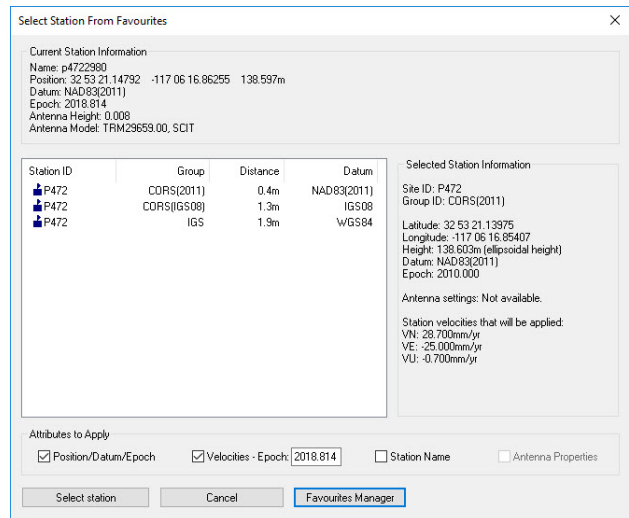 Select Station From Favourites
Current Station Information
Name: p4722980
Position: 32 53 21.14792 -117 06 16.86255 138.597m
Datum: NAD83(2011)
Epoch: 2018.814
Antenna Height: 0.008
Antenna Model: TRM29659.00, SCIT
Station ID Group Distance Datum
P472 CORS(2011) 0.4m NAD83(2011)
P472 CORS(IGS08) 1.3m IGS08
P472 IGS 1.9m WGS84
Selected Station Information
Site ID: P472
Group ID: CORS(2011)
Latitude: 32 53 21.13975
Longitude: -117 06 16.85407
Height: 138.603m (ellipsoidal height)
Datum: NAD83(2011)
Epoch: 2010.000
Antenna settings: Not available.
Station velocities that will be applied:
VN: 28.700mm/yr
VE: -25.000mm/yr
VU: -0.700mm/yr
Attributes to Apply
Position/Datum/Epoch Velocities - Epoch: 2018.814 Station Name Antenna Properties
Select station Cancel Favourites Manager